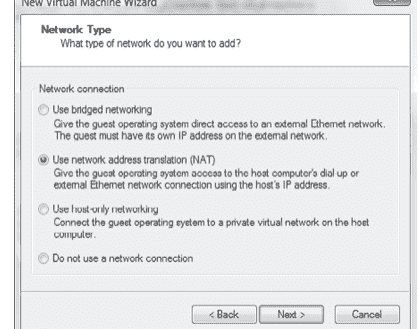 New Virtual Machine Wizard
Network Type
What type of network do you want to add?
Network connection
Use bridged networking
Give the guest operating system direct access to an external Ethernet network.
The guest must have its own IP address on the external network.
Use network address translation (NAT)
Give the guest operating system access to the host computer's dial up or
external Ethernet network connection using the host's IP address.
Use host-only networking
Connect the guest operating system to a private virtual network on the host
computer.
Do not use a network connection
< Back
Next >
Cancel